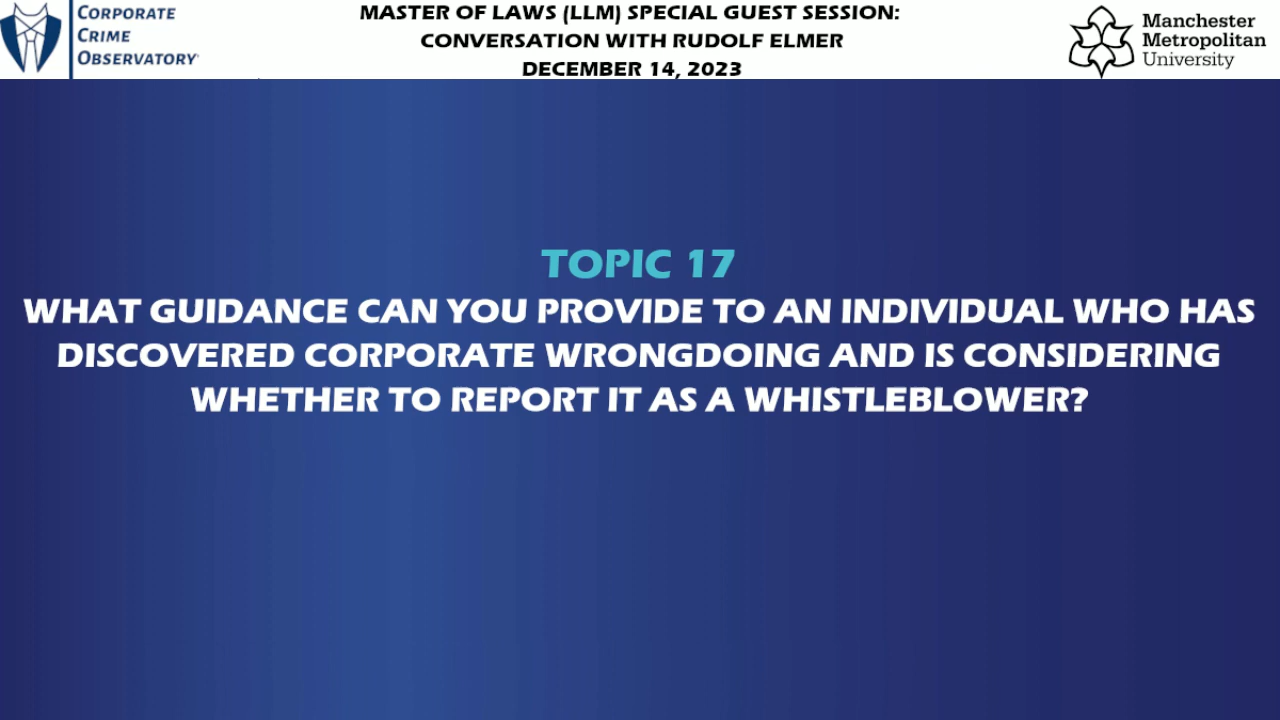 CORPORATE
CRIME
OBSERVATORY
MASTER OF LAWS (LLM) SPECIAL GUEST SESSION:
CONVERSATION WITH RUDOLF ELMER
DECEMBER 14, 2023
Manchester
Metropolitan
University
TOPIC 17
WHAT GUIDANCE CAN YOU PROVIDE TO AN INDIVIDUAL WHO HAS
DISCOVERED CORPORATE WRONGDOING AND IS CONSIDERING
WHETHER TO REPORT IT AS A WHISTLEBLOWER?